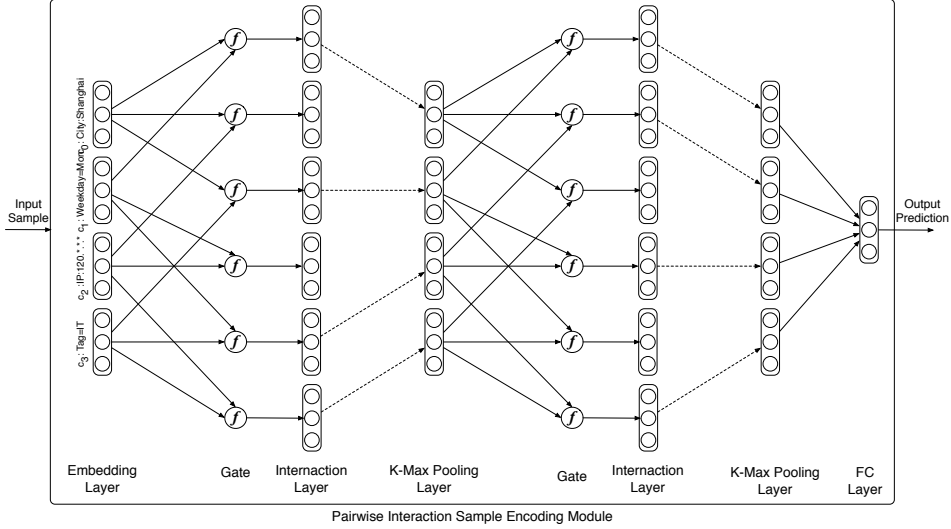 c0: City:Shanghai
c1: Weekday=Mon
c2 :IP:120.*.*.*
c3: Tag=IT
Input
Sample
f
f
f
f
f
f
f
f
f
f
f
f
Output
Prediction
Embedding
Layer
Gate
Internaction
Layer
K-Max Pooling
Layer
Gate
Internaction
Layer
K-Max Pooling
Layer
FC
Layer
Pairwise Interaction Sample Encoding Module